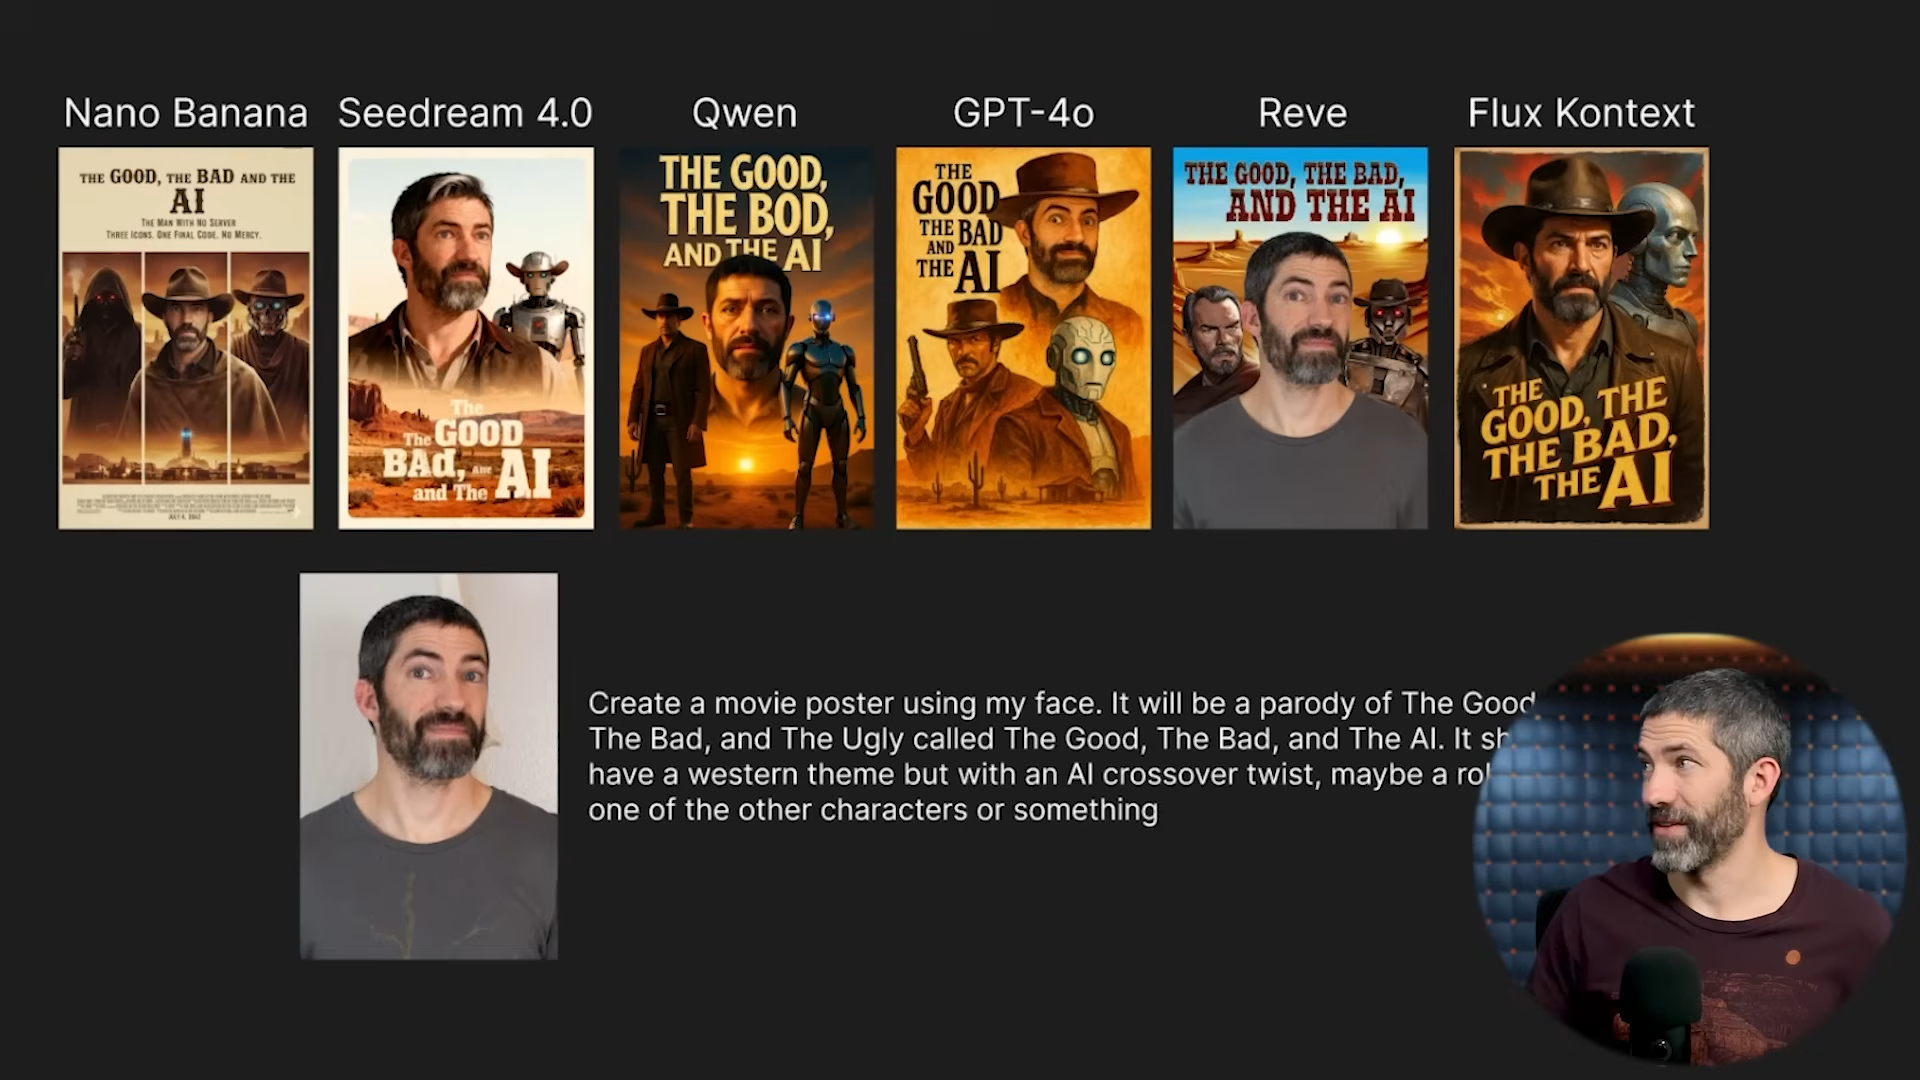 Nano Banana
Seedream 4.0
Qwen
GPT-4o
Reve
Flux Kontext
THE GOOD, THE BAD AND THE
AI
THE MAN WITH NO SERVER
THREE ICONS. ONE FINAL CODE. NO MERCY.
JULY 4, 2042
The
The GOOD
BAd, AnE AI
and The
THE GOOD,
THE BOD,
AND THE AI
THE
GOOD
THE BAD
AND
THE AI
THE GOOD, THE BAD,
AND THE AI
THE
GOOD, THE
THE BAD,
THE AI
Create a movie poster using my face. It will be a parody of The Good
The Bad, and The Ugly called The Good, The Bad, and The AI. It sh
have a western theme but with an AI crossover twist, maybe a ro
one of the other characters or something